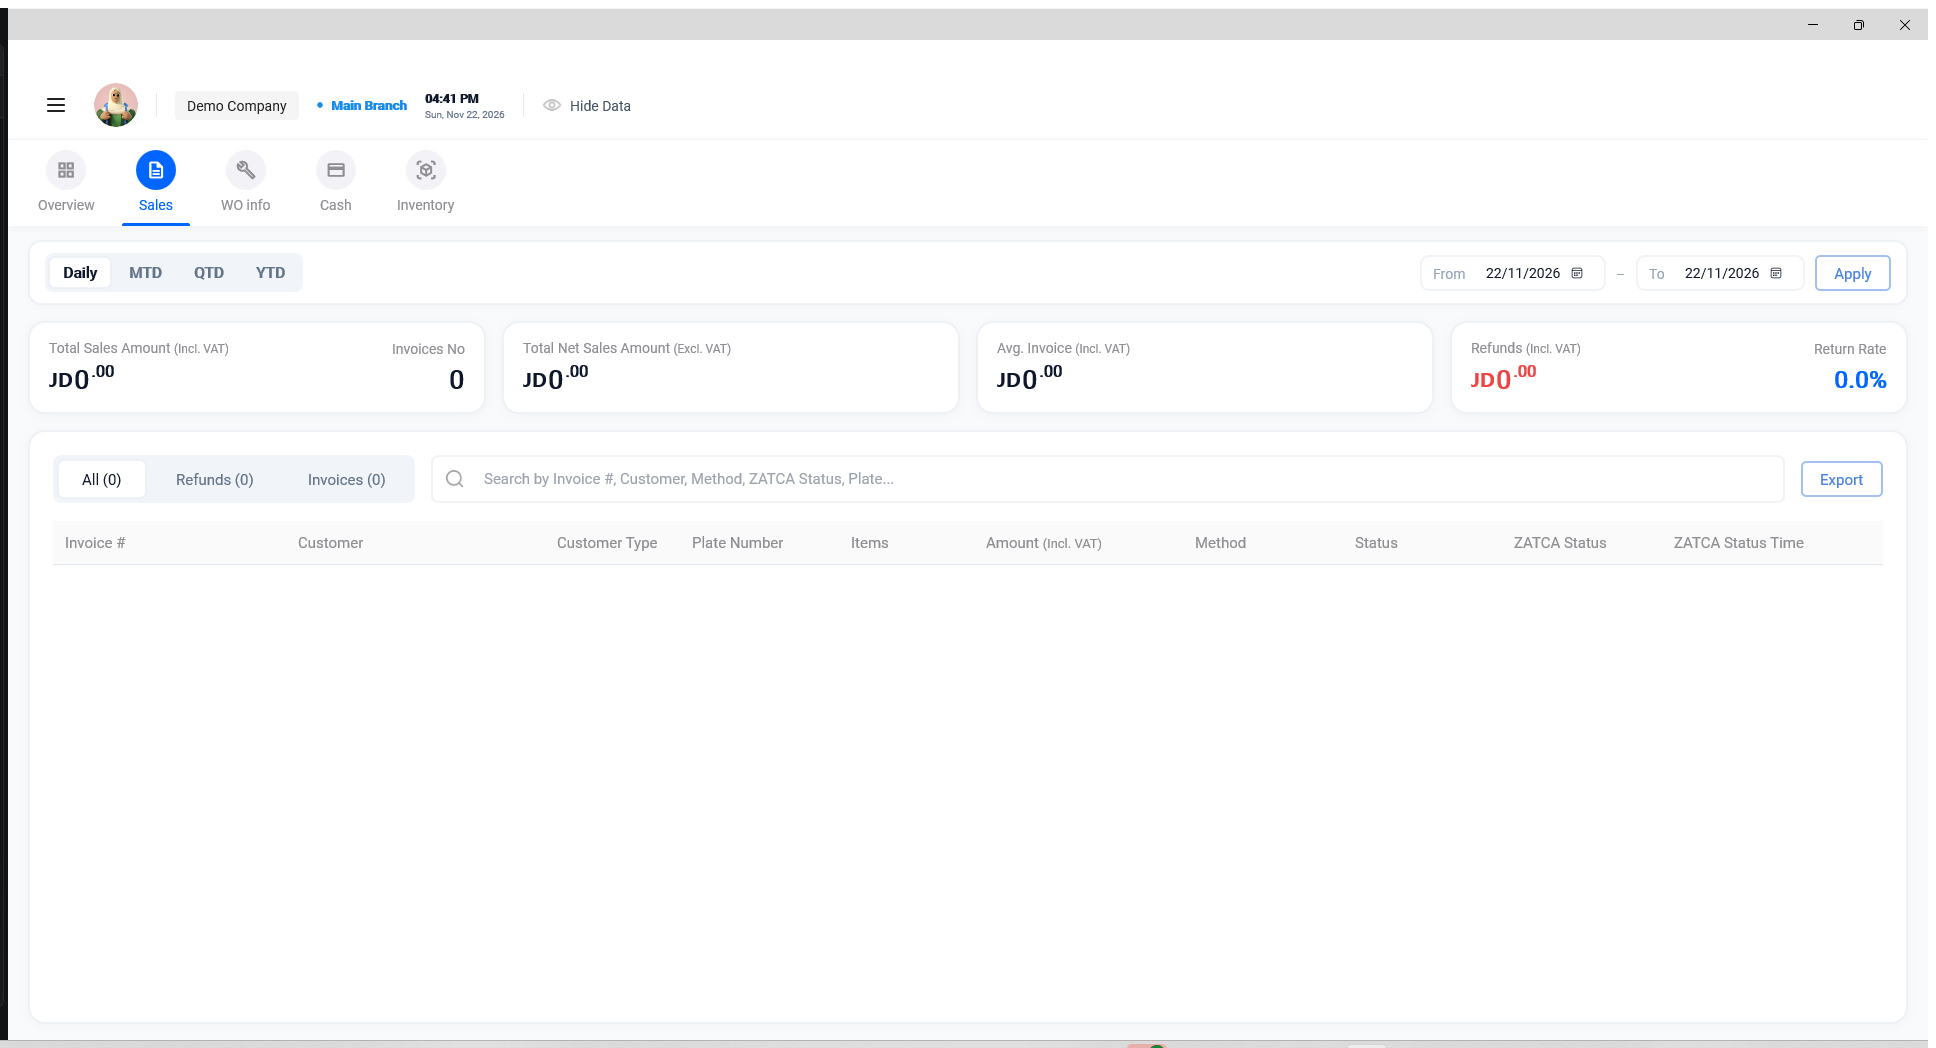 Demo Company
• Main Branch
04:41 PM
Sun, Nov 22, 2026
Hide Data
Overview
Sales
WO info
Cash
Inventory
Daily MTD QTD YTD
From 22/11/2026 – To 22/11/2026 Apply
Total Sales Amount (Incl. VAT)
JD0.00
Invoices No
0
Total Net Sales Amount (Excl. VAT)
JD0.00
Avg. Invoice (Incl. VAT)
JD0.00
Refunds (Incl. VAT)
JD0.00
Return Rate
0.0%
All (0) Refunds (0) Invoices (0)
Search by Invoice #, Customer, Method, ZATCA Status, Plate...
Export
Invoice # Customer Customer Type Plate Number Items Amount (Incl. VAT) Method Status ZATCA Status ZATCA Status Time